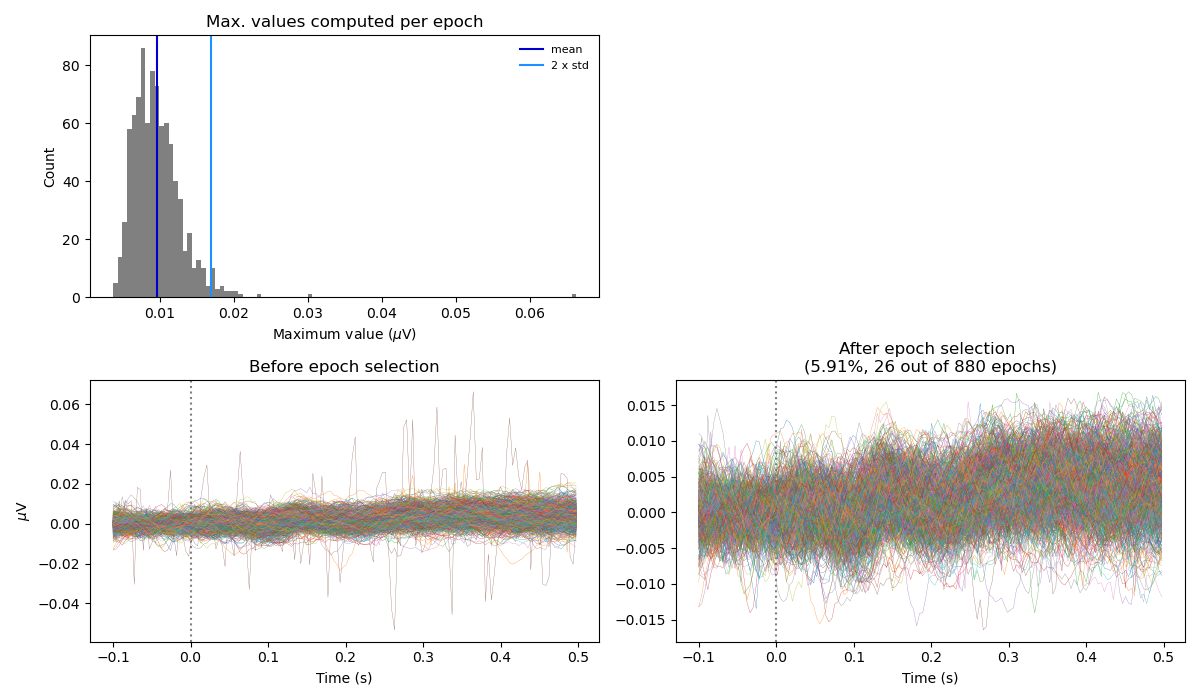 Max. values computed per epoch
mean
2 x std
80
60
40
20
0
Count
0.01 0.02 0.03 0.04 0.05 0.06
Maximum value (μV)
Before epoch selection
0.06
0.04
0.02
0.00
−0.02
−0.04
μV
−0.1 0.0 0.1 0.2 0.3 0.4 0.5
Time (s)
After epoch selection
(5.91%, 26 out of 880 epochs)
0.015
0.010
0.005
0.000
−0.005
−0.010
−0.015
−0.1 0.0 0.1 0.2 0.3 0.4 0.5
Time (s)